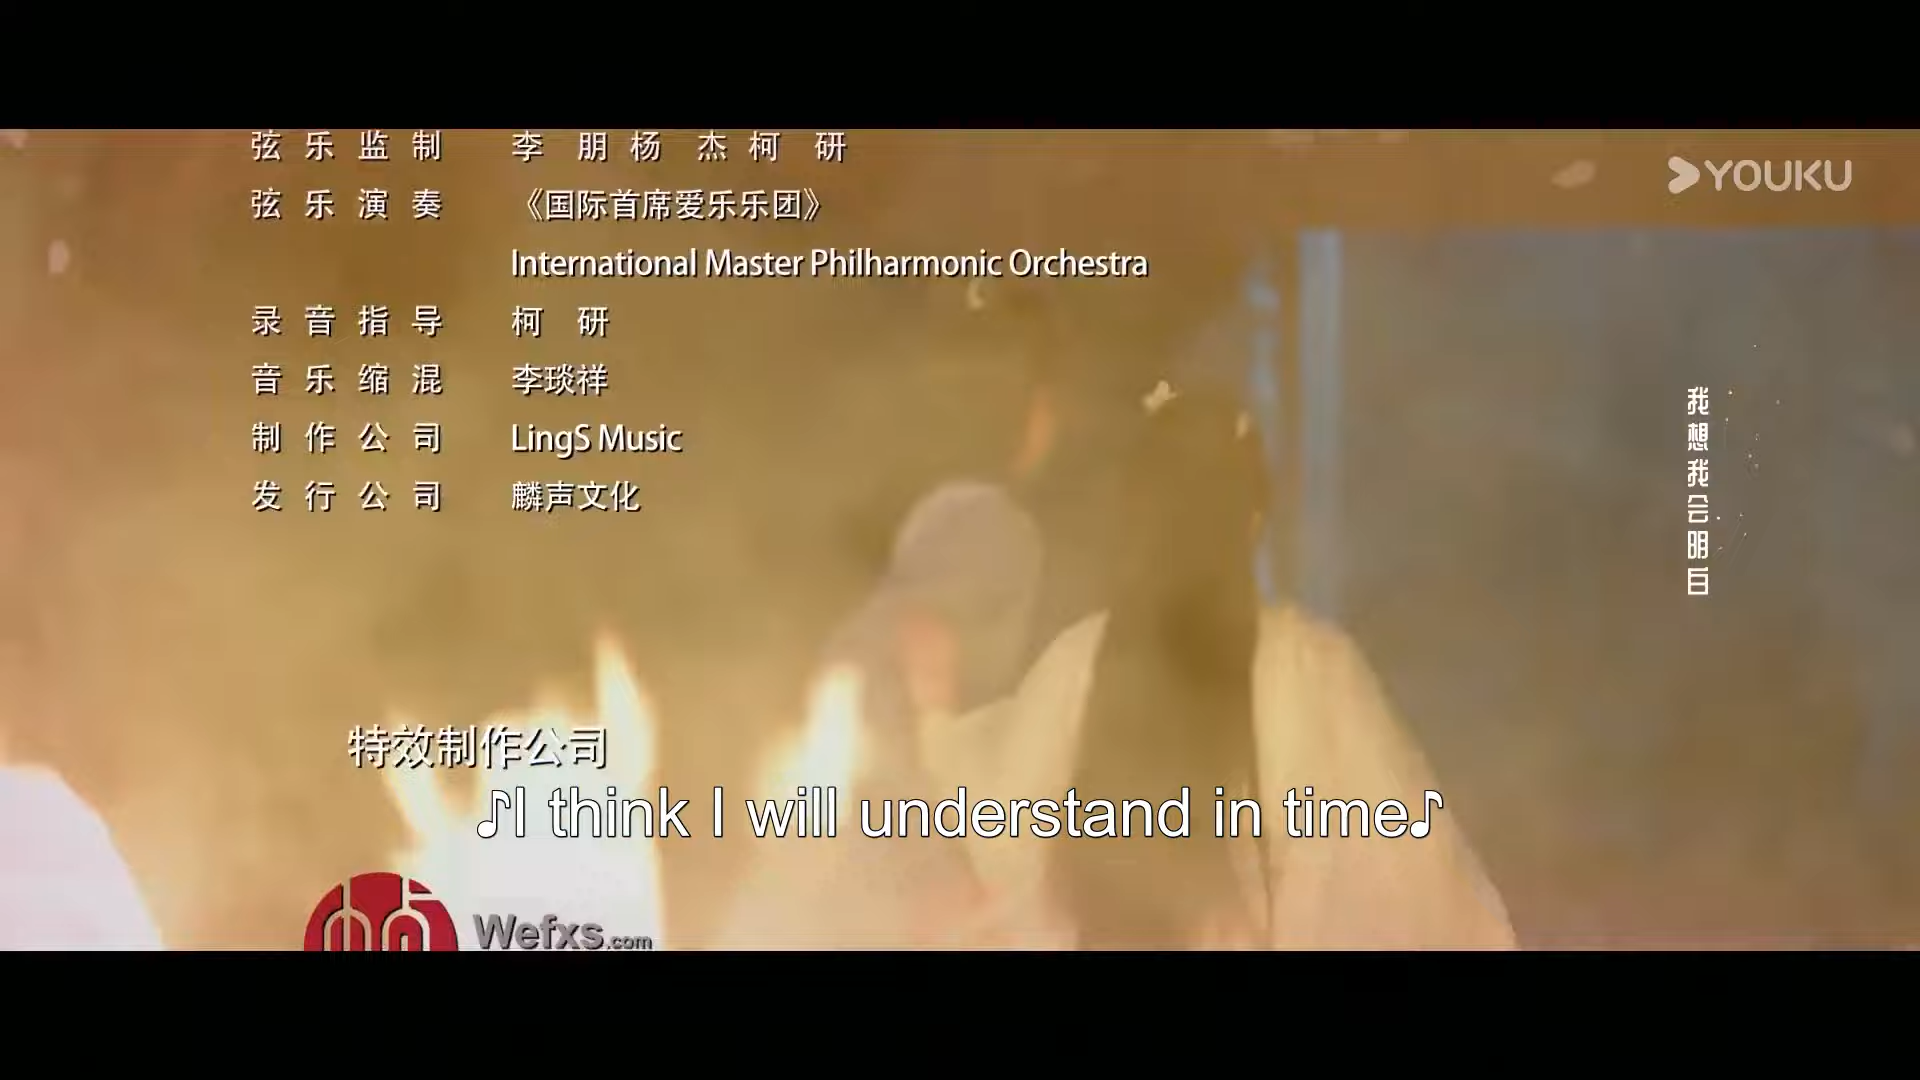 弦乐监制 李 朋 杨 杰 柯 研
弦乐演奏 《国际首席爱乐乐团》
International Master Philharmonic Orchestra
录音指导 柯 研
音乐缩混 李琰祥
制作公司 LingS Music
发行公司 麟声文化
YOUKU
我想我会明白
特效制作公司
♪I think I will understand in time♪
Wefxs.com